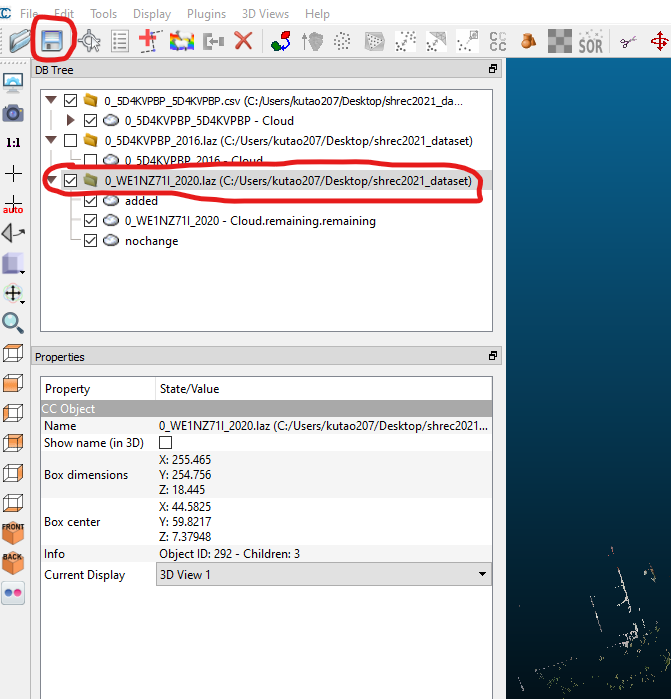 File Edit Tools Display Plugins 3D Views Help
CC
CC
SOR
DB Tree
0_5D4KVPBP_5D4KVPBP.csv (C:/Users/kutao207/Desktop/shrec2021_da...
0_5D4KVPBP_5D4KVPBP - Cloud
0_5D4KVPBP_2016.laz (C:/Users/kutao207/Desktop/shrec2021_dataset)
0_5D4KVPBP_2016 - Cloud
0_WE1NZ71I_2020.laz (C:/Users/kutao207/Desktop/shrec2021_dataset)
added
0_WE1NZ71I_2020 - Cloud.remaining.remaining
nochange
1:1
auto
Properties
Property State/Value
CC Object
Name 0_WE1NZ71I_2020.laz (C:/Users/kutao207/Desktop/shrec2021...
Show name (in 3D)
Box dimensions X: 255.465
Y: 254.756
Z: 18.445
Box center X: 44.5825
Y: 59.8217
Z: 7.37948
Info Object ID: 292 - Children: 3
Current Display 3D View 1
FRONT
BACK